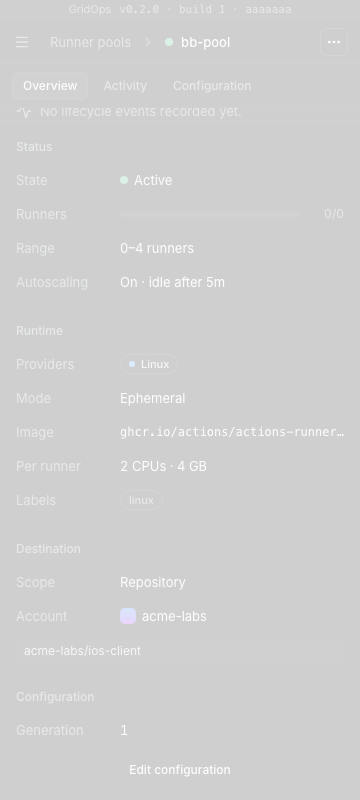 GridOps v0.2.0 · build 1 · aaaaaaa
Runner pools > bb-pool
Overview Activity Configuration
No lifecycle events recorded yet.
Status
State Active
Runners 0/0
Range 0–4 runners
Autoscaling On · idle after 5m
Runtime
Providers Linux
Mode Ephemeral
Image ghcr.io/actions/actions-runner…
Per runner 2 CPUs · 4 GB
Labels linux
Destination
Scope Repository
Account acme-labs
acme-labs/ios-client
Configuration
Generation 1
Edit configuration